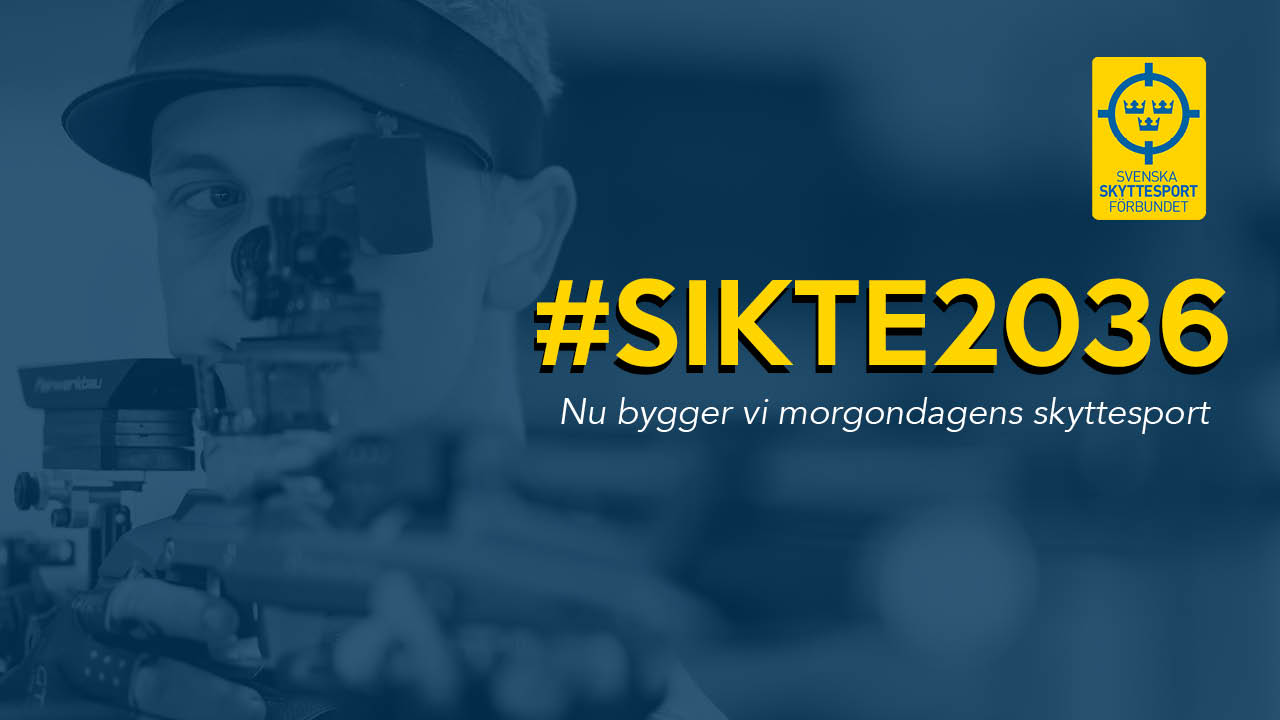 SVENSKA
SKYTTESPORT
FÖRBUNDET
#SIKTE2036
Nu bygger vi morgondagens skyttesport